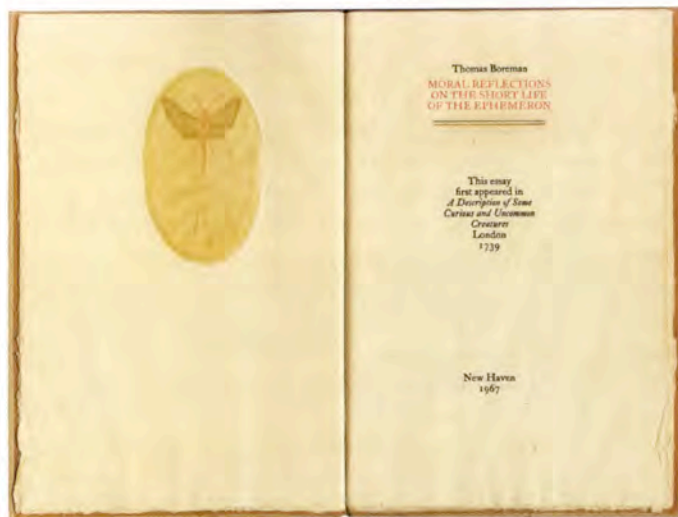 Thomas Boreman
MORAL REFLECTIONS
ON THE SHORT LIFE
OF THE EPHEMERON
This essay
first appeared in
A Description of Some
Curious and Uncommon
Creatures
London
1739
New Haven
1967